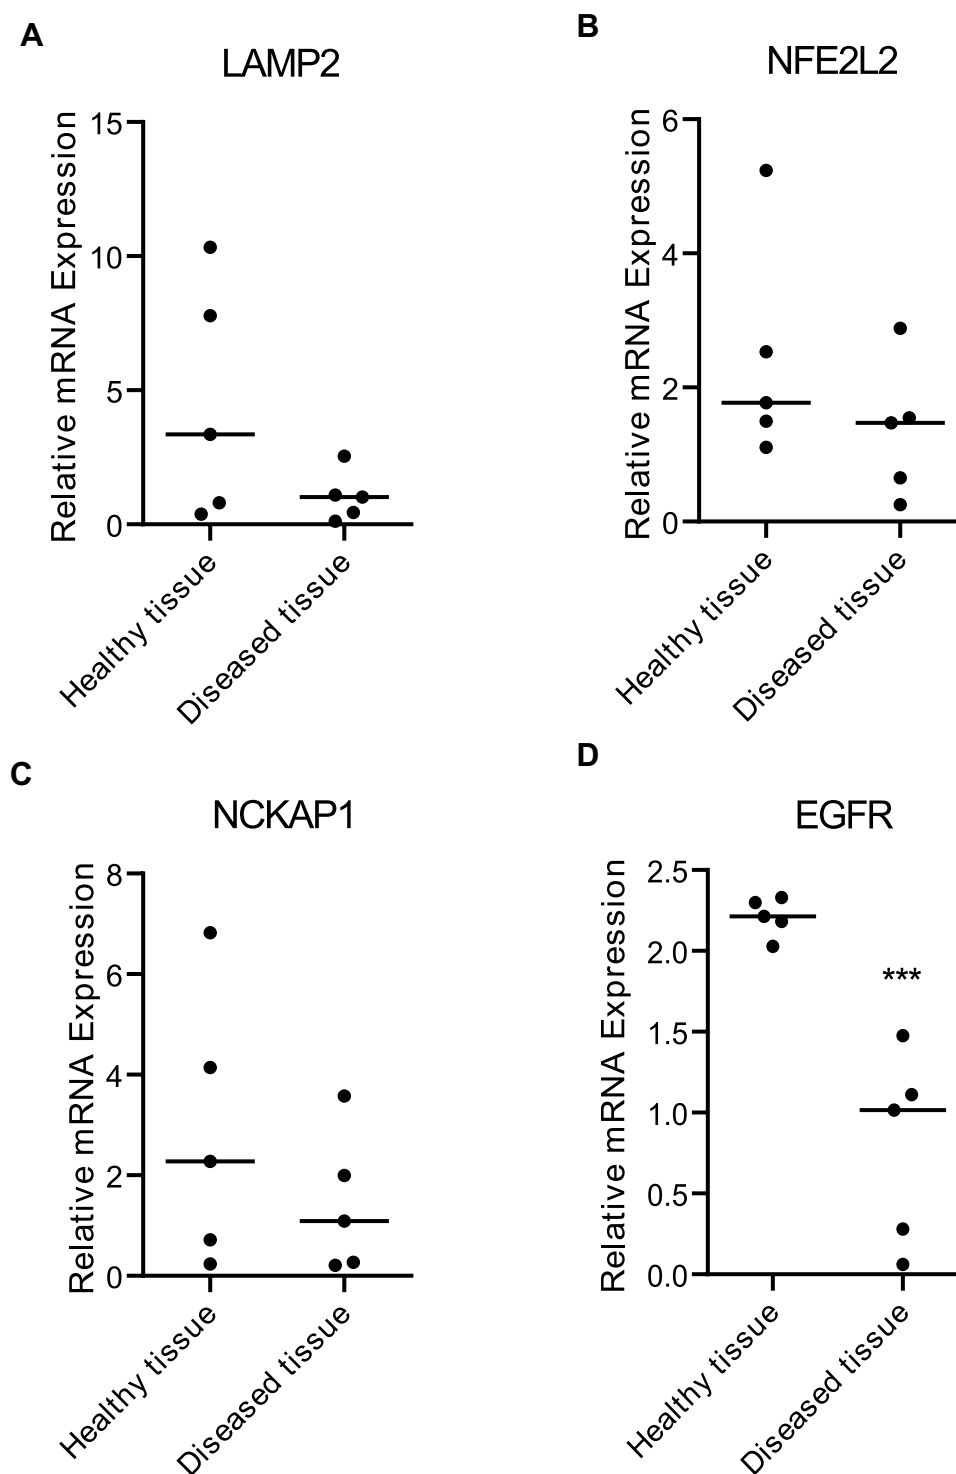 A
LAMP2
Relative mRNA Expression
15
10
5
0
Healthy tissue
Diseased tissue
B
NFE2L2
Relative mRNA Expression
6
4
2
0
Healthy tissue
Diseased tissue
C
NCKAP1
Relative mRNA Expression
8
6
4
2
0
Healthy tissue
Diseased tissue
D
EGFR
Relative mRNA Expression
2.5
2.0
1.5
1.0
0.5
0.0
***
Healthy tissue
Diseased tissue